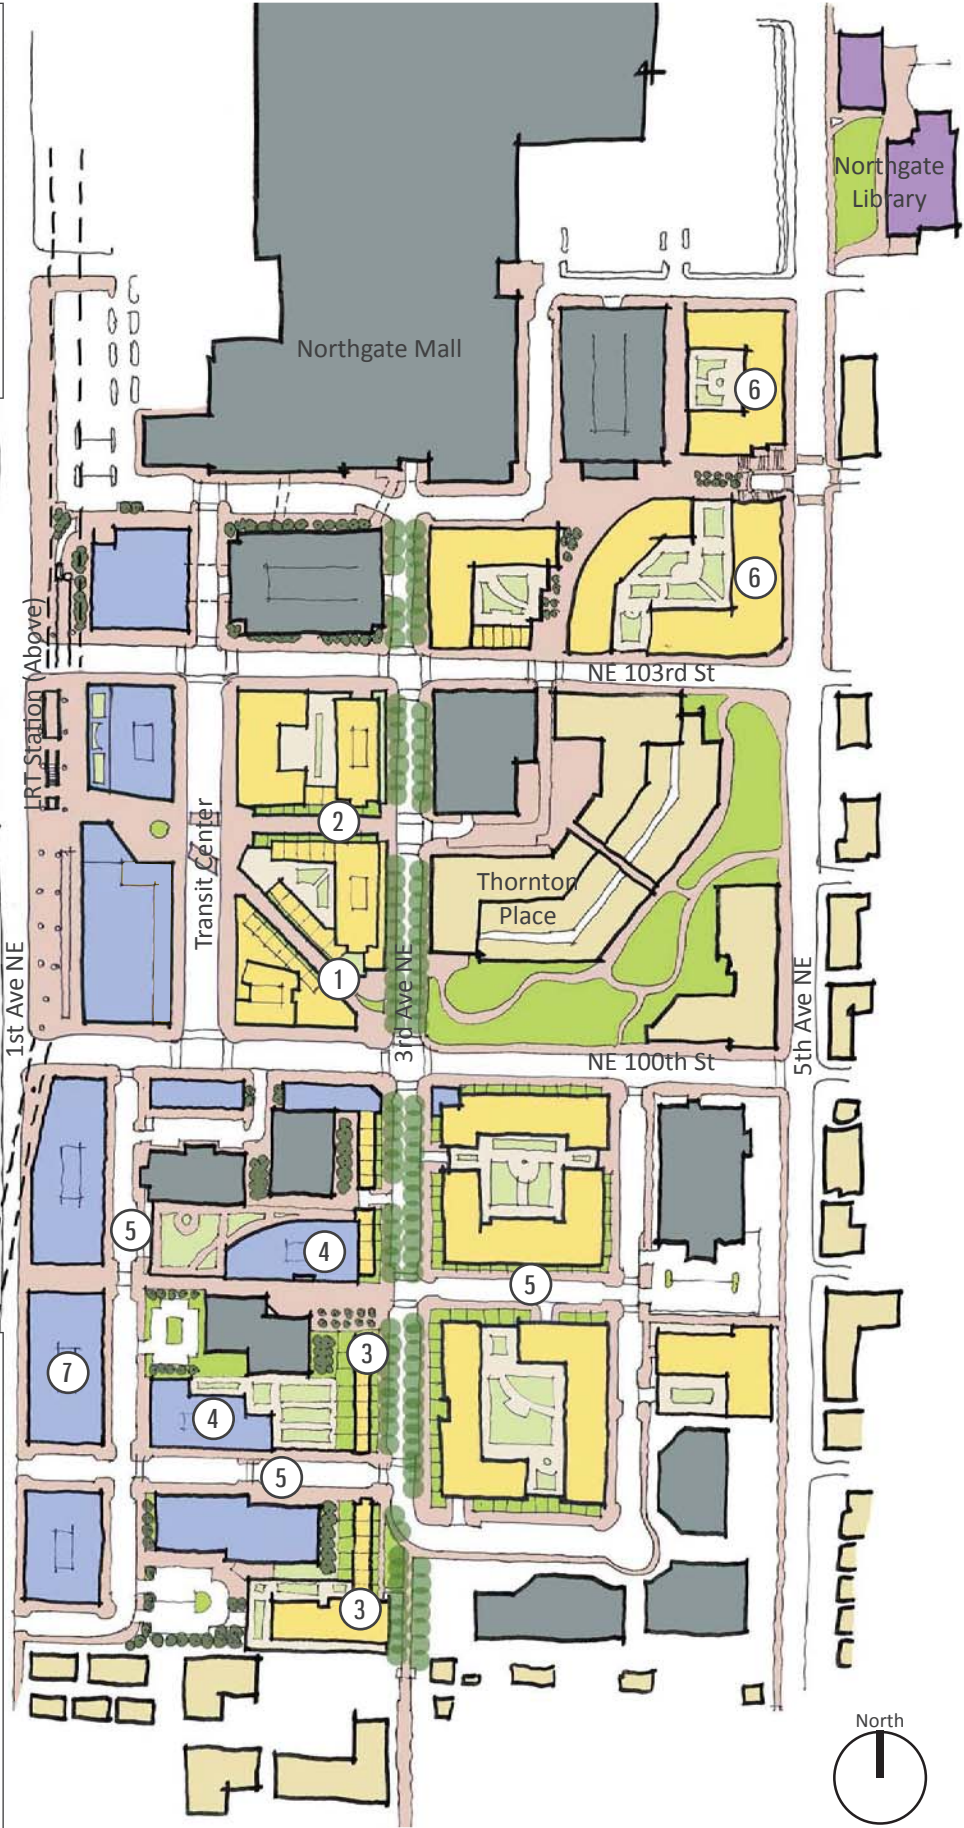 Northgate
Library
Northgate Mall
6
6
LRT Station (Above)
NE 103rd St
2
Transit Center
Thornton
Place
1
1st Ave NE
3rd Ave NE
5th Ave NE
NE 100th St
5
4
5
3
7
4
5
3
North